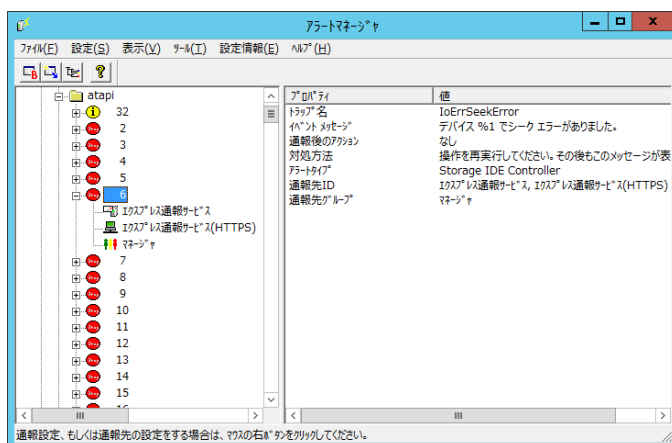 アラートマネージャ
ファイル(F) 設定(S) 表示(V) ツール(T) 設定情報(E) ヘルプ(H)
atapi
32
2
3
4
5
6
エクスプレス通報サービス
エクスプレス通報サービス(HTTPS)
マネージャ
7
8
9
10
11
12
13
14
15
プロパティ 値
トラップ名 IoErrSeekError
イベント メッセージ デバイス %1 でシーク エラーがありました。
通報後のアクション なし
対処方法 操作を再実行してください。その後もこのメッセージが表
アラートタイプ Storage IDE Controller
通報先ID エクスプレス通報サービス, エクスプレス通報サービス(HTTPS)
通報先グループ マネージャ
通報設定、もしくは通報先の設定をする場合は、マウスの右ボタンをクリックしてください。